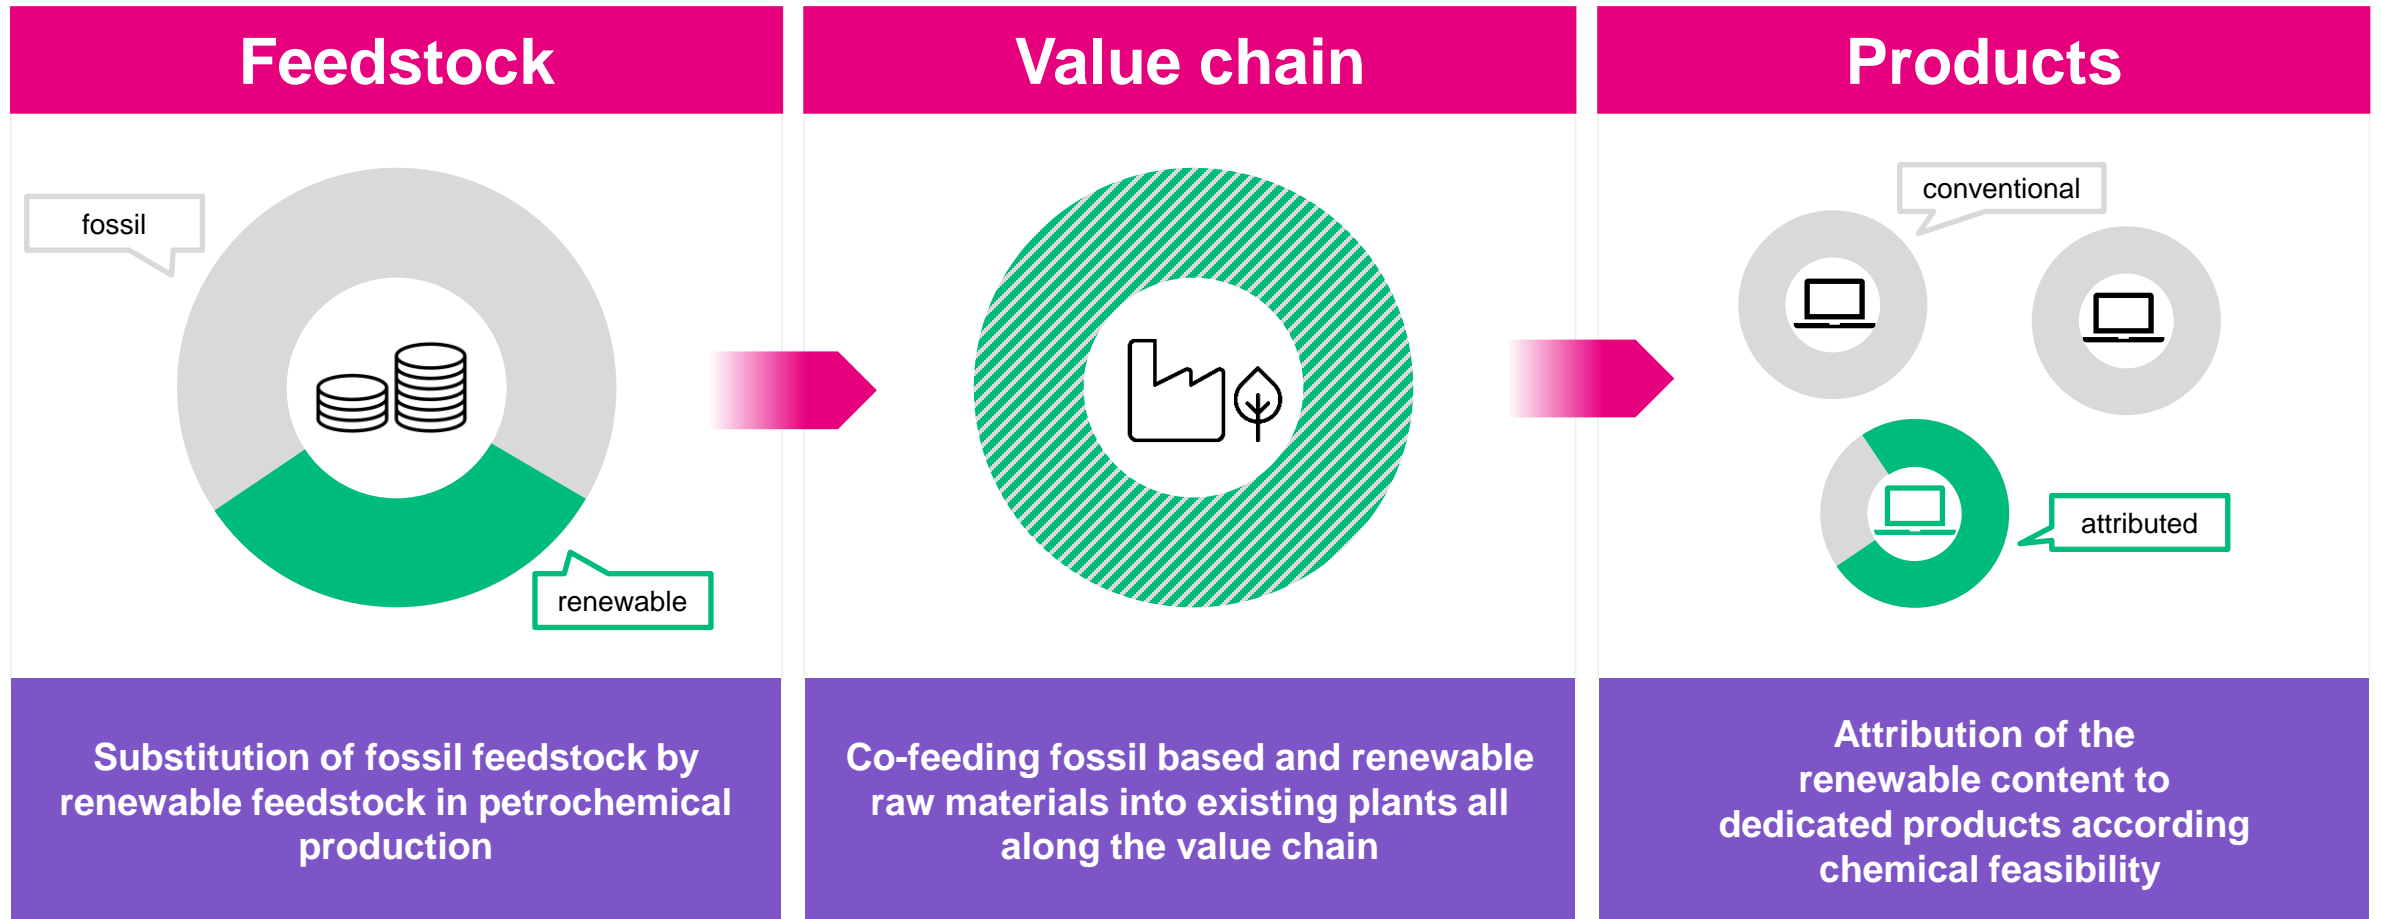 Feedstock
fossil
renewable
Substitution of fossil feedstock by
renewable feedstock in petrochemical
production
Value chain
Co-feeding fossil based and renewable
raw materials into existing plants all
along the value chain
Products
conventional
attributed
Attribution of the
renewable content to
dedicated products according
chemical feasibility